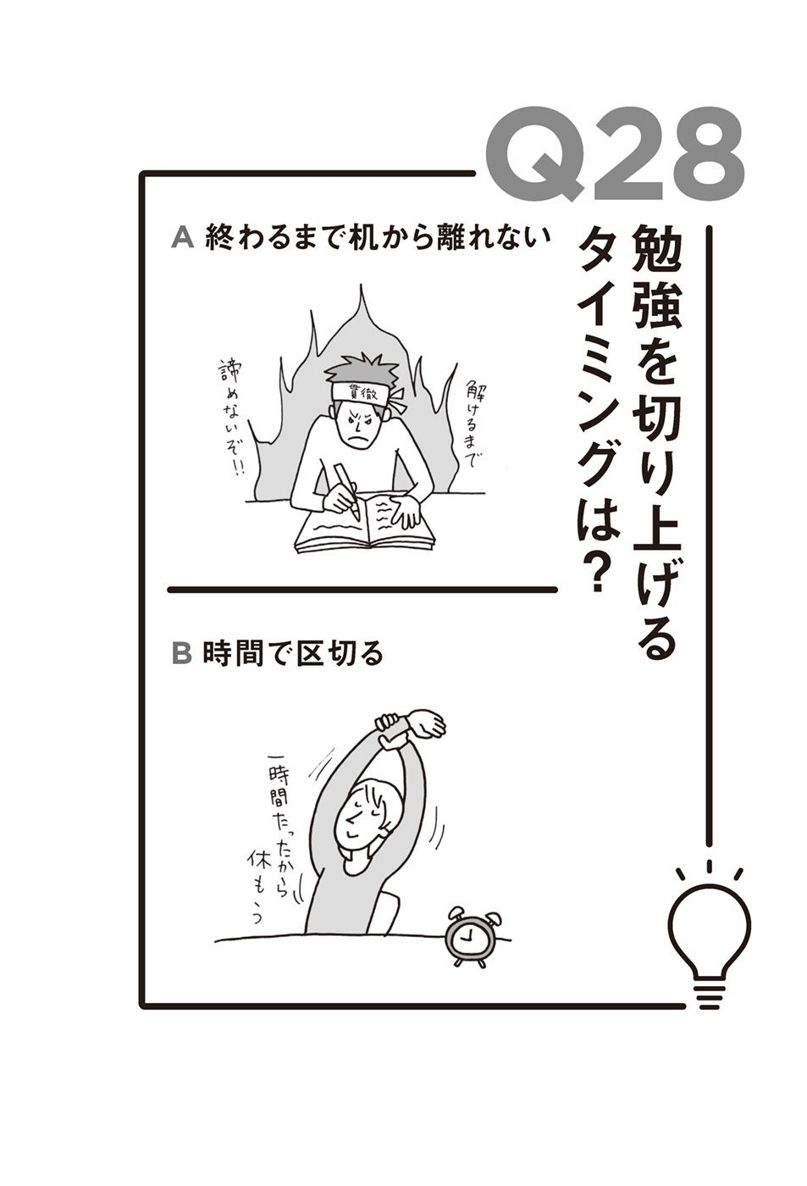 Q28
勉強を切り上げる
タイミングは?
A 終わるまで机から離れない
貫徹
解けるまで
諦めないぞ!!
B 時間で区切る
一時間たったから
休もう